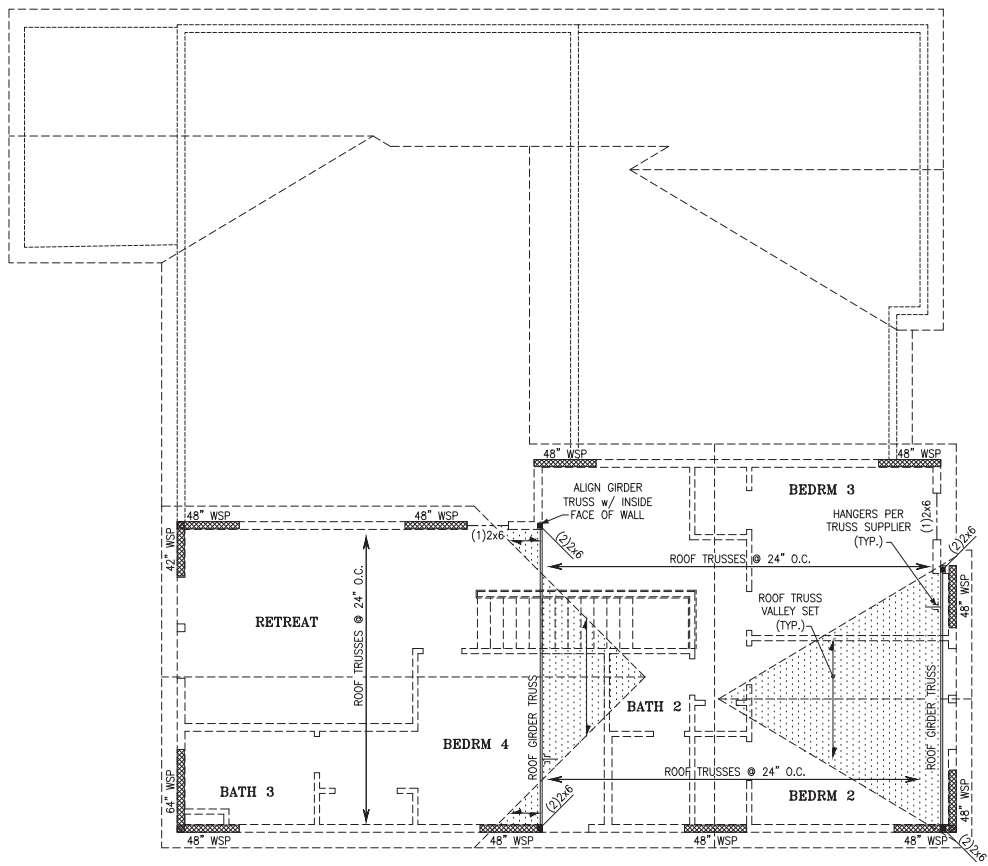 48" WSP
48" WSP
BEDRM 3
ALIGN GIRDER
TRUSS w/ INSIDE
FACE OF WALL
HANGERS PER
TRUSS SUPPLIER
(TYP.)
(1)2x6
(2)2x6
48" WSP
48" WSP
42" WSP
(1)2x6
(2)2x6
ROOF TRUSSES @ 24" O.C.
ROOF TRUSSES @ 24" O.C.
ROOF TRUSS
VALLEY SET
(TYP.)
48" WSP
RETREAT
ROOF GIRDER TRUSS
BATH 2
ROOF GIRDER TRUSS
BEDRM 4
ROOF TRUSSES @ 24" O.C.
64" WSP
BATH 3
(2)2x6
BEDRM 2
48" WSP
48" WSP
48" WSP
48" WSP
48" WSP
(2)2x6